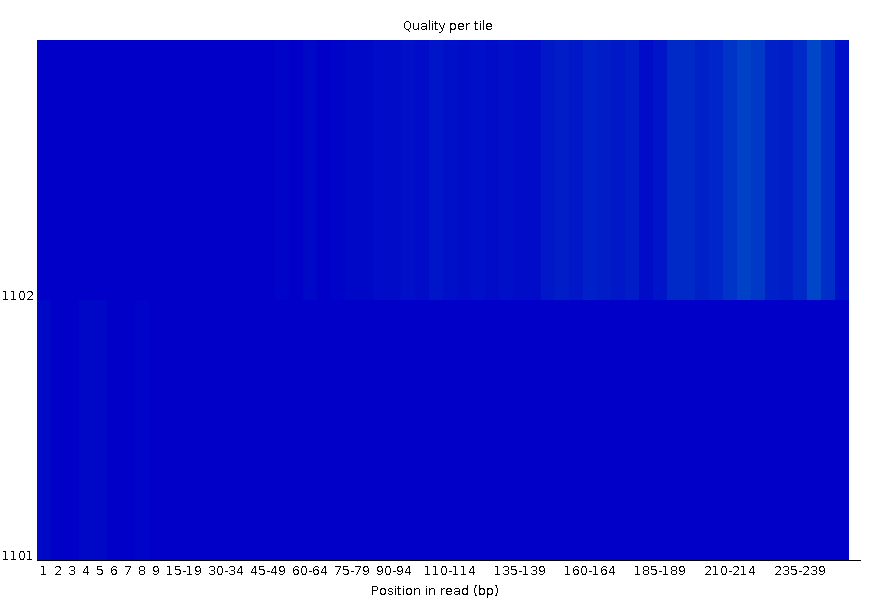 Quality per tile
1102
1101
1 2 3 4 5 6 7 8 9 15-19 30-34 45-49 60-64 75-79 90-94 110-114 135-139 160-164 185-189 210-214 235-239
Position in read (bp)